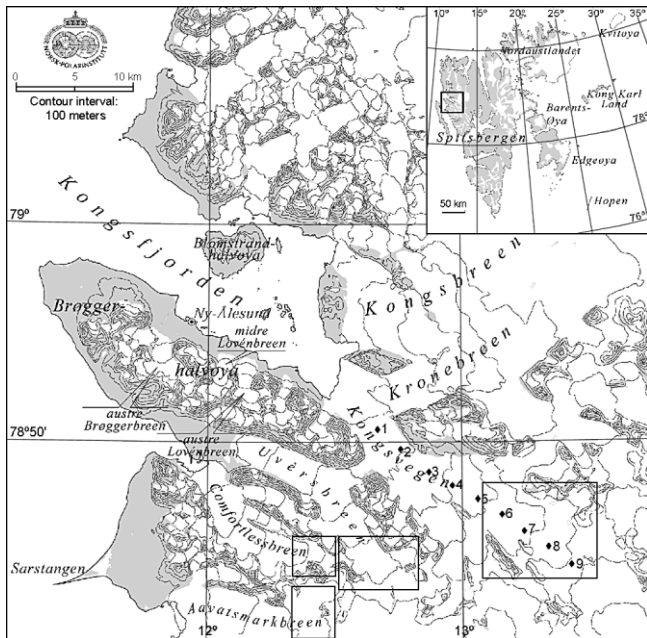 NORSK POLARINSTITUTT
0 5 10 km
Contour interval:
100 meters
10° 15° 20° 25° 30° 35°
Kvitøya
Nordaustlandet
Kong Karl
Land
Barents-
Øya
78°
Spitsbergen
Edgeøya
50 km
Hopen
76°
79°
Kongsfjorden
Blomstrand-
halvøya
Kongsbreen
Brøgger-
halvøya
Ny-Ålesund
midre
Lovénbreen
Kronebreen
austre
Brøggerbreen
austre
Lovénbreen
78°50'
Kongsvegen
1
2
3
4
5
6
7
8
9
Uvêrsbreen
Comfortlessbreen
Sarstangen
Aavatsmarkbreen
12°
13°